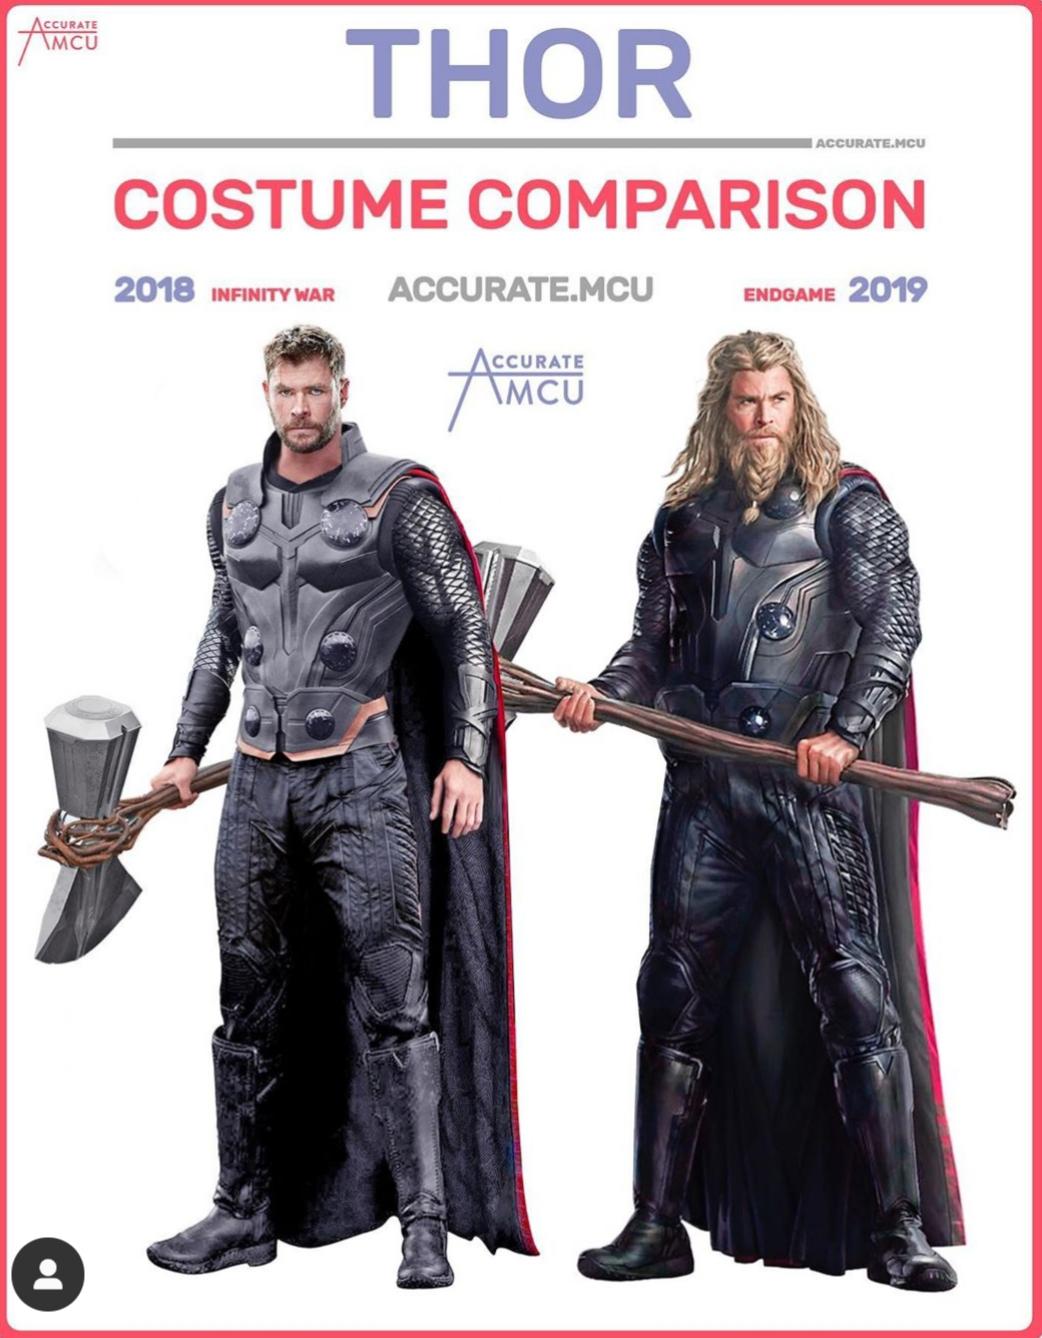 ACCURATE
MCU
THOR
ACCURATE.MCU
COSTUME COMPARISON
2018 INFINITY WAR ACCURATE.MCU ENDGAME 2019
ACCURATE
MCU